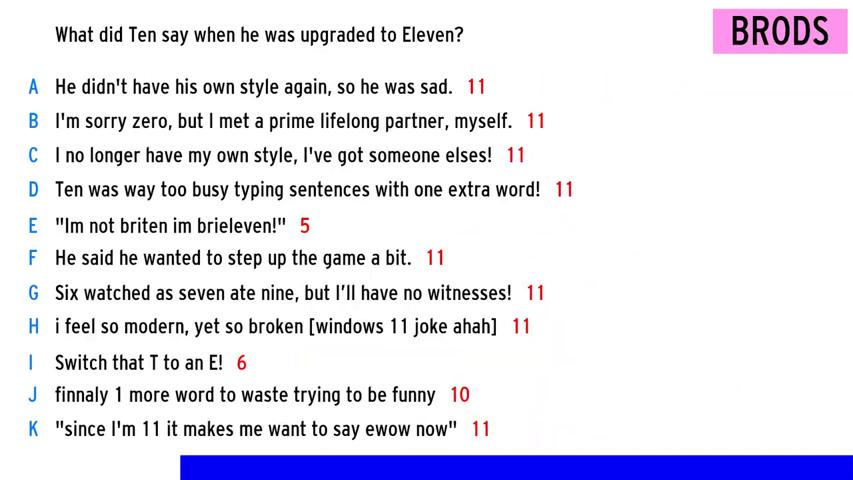 What did Ten say when he was upgraded to Eleven?
BRODS
A He didn't have his own style again, so he was sad. 11
B I'm sorry zero, but I met a prime lifelong partner, myself. 11
C I no longer have my own style, I've got someone elses! 11
D Ten was way too busy typing sentences with one extra word! 11
E "Im not briten im brieleven!" 5
F He said he wanted to step up the game a bit. 11
G Six watched as seven ate nine, but I’ll have no witnesses! 11
H i feel so modern, yet so broken [windows 11 joke ahah] 11
I Switch that T to an E! 6
J finnaly 1 more word to waste trying to be funny 10
K "since I'm 11 it makes me want to say ewow now" 11